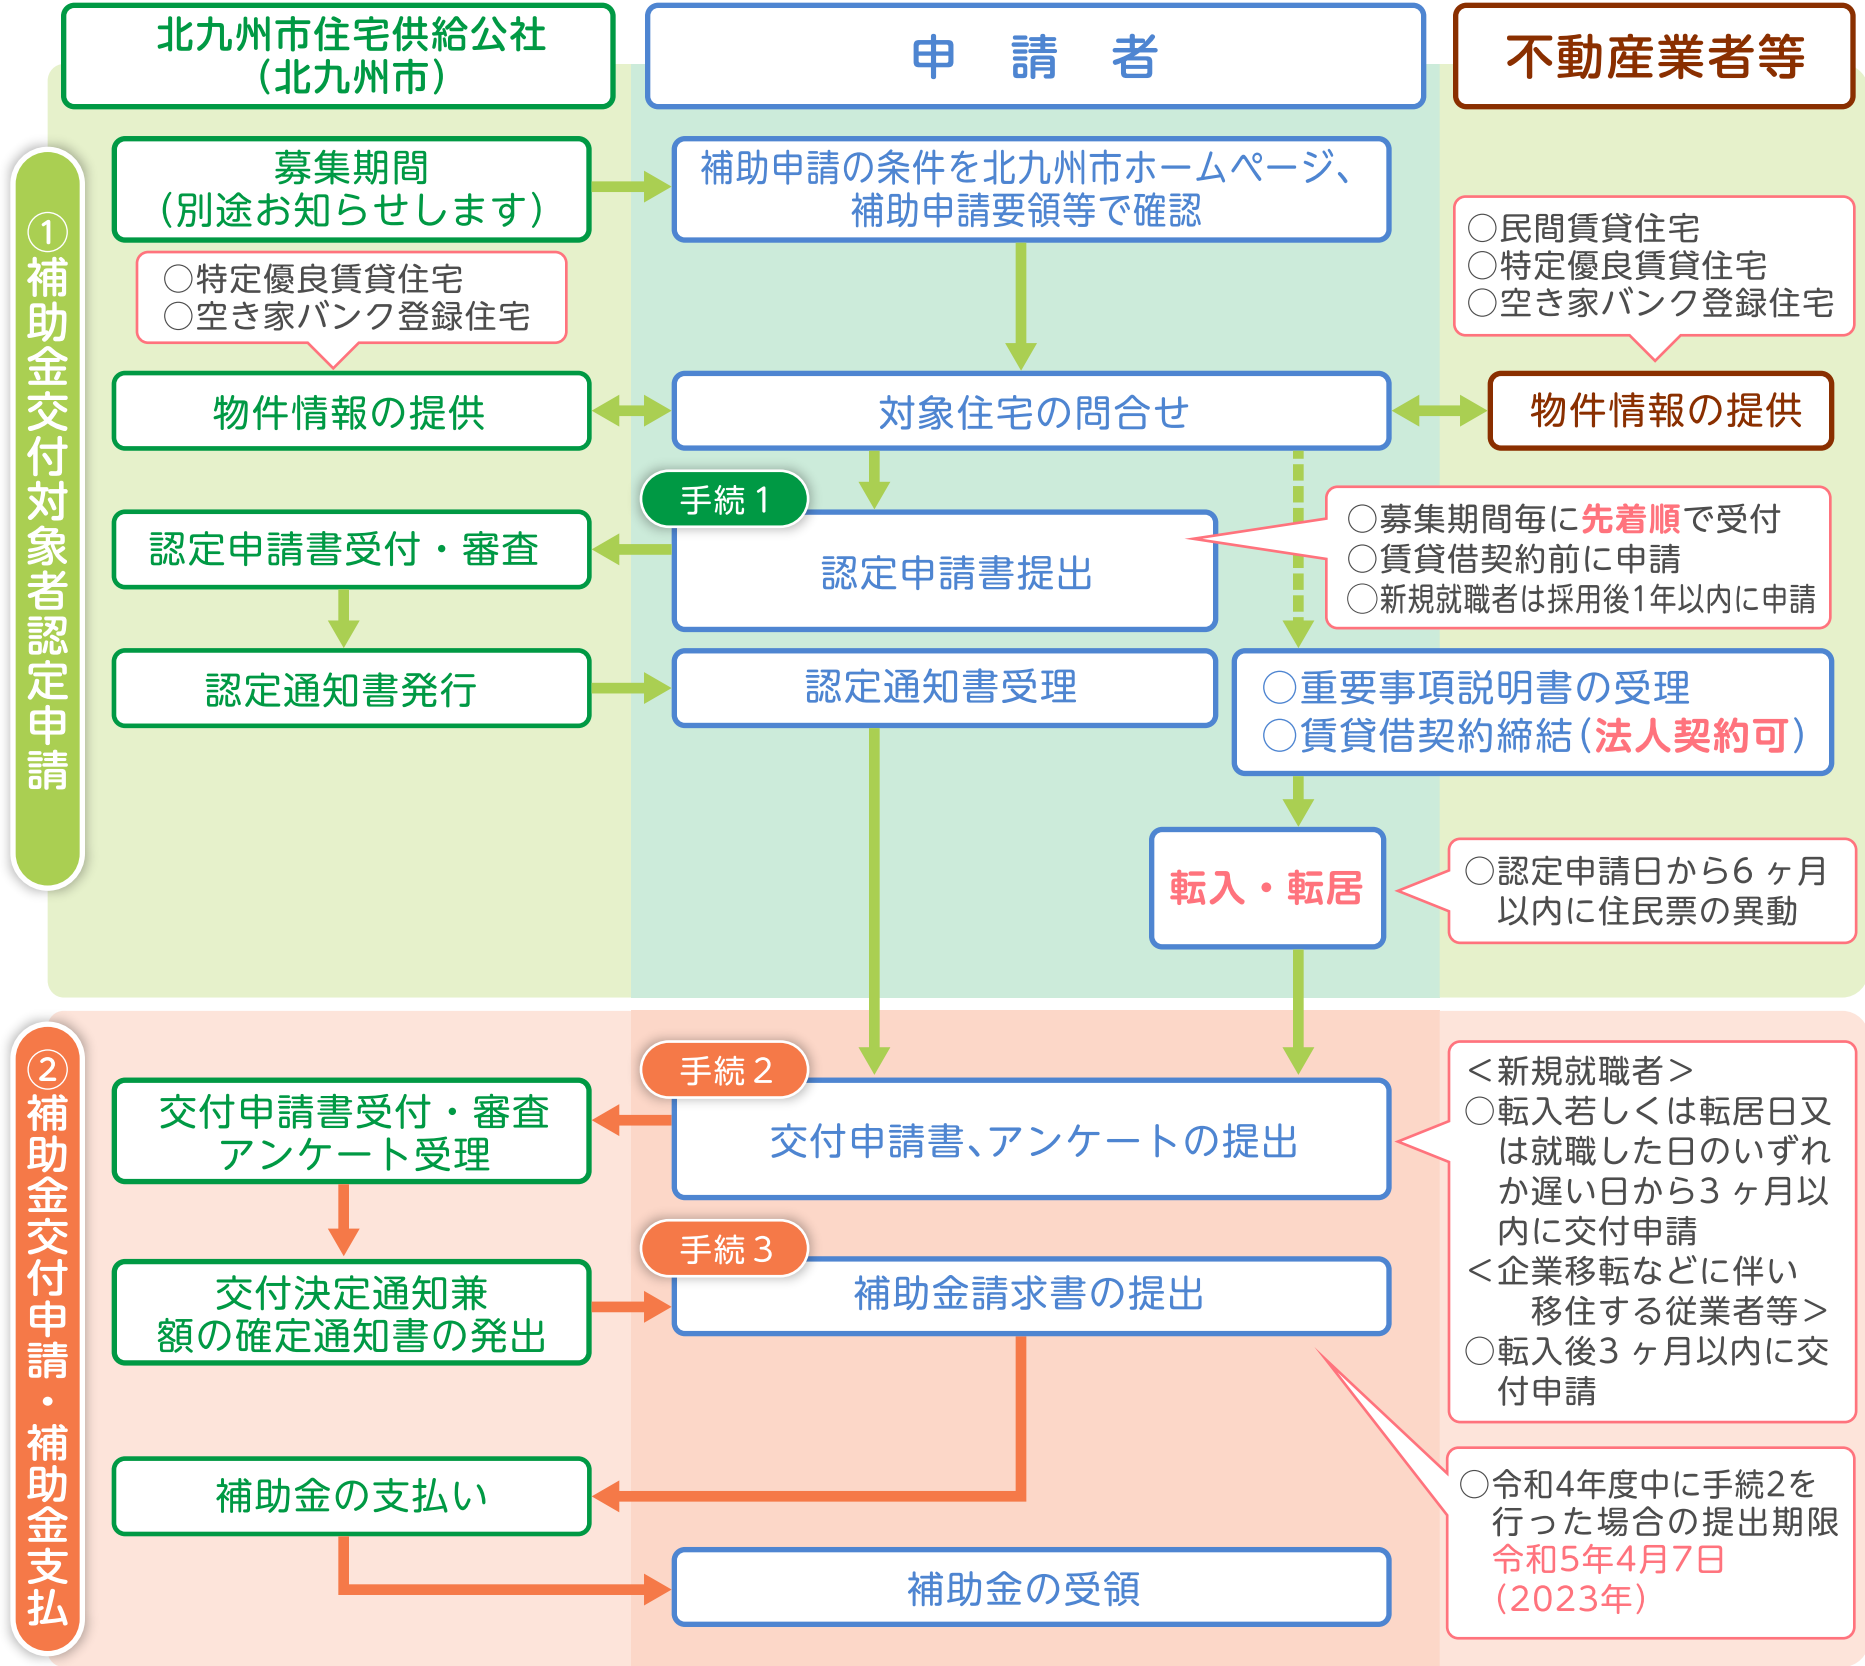 北九州市住宅供給公社
（北九州市）
申　請　者
不動産業者等
①補助金交付対象者認定申請
募集期間
（別途お知らせします）
補助申請の条件を北九州市ホームページ、
補助申請要領等で確認
○特定優良賃貸住宅
○空き家バンク登録住宅
○民間賃貸住宅
○特定優良賃貸住宅
○空き家バンク登録住宅
物件情報の提供
対象住宅の問合せ
物件情報の提供
手続１
認定申請書受付・審査
認定申請書提出
○募集期間毎に先着順で受付
○賃貸借契約前に申請
○新規就職者は採用後1年以内に申請
認定通知書発行
認定通知書受理
○重要事項説明書の受理
○賃貸借契約締結（法人契約可）
転入・転居
○認定申請日から6 ヶ月
以内に住民票の異動
②補助金交付申請・補助金支払
手続２
交付申請書受付・審査
アンケート受理
交付申請書、アンケートの提出
＜新規就職者＞
○転入若しくは転居日又
は就職した日のいずれ
か遅い日から3 ヶ月以
内に交付申請
＜企業移転などに伴い
移住する従業者等＞
○転入後3 ヶ月以内に交
付申請
手続３
交付決定通知兼
額の確定通知書の発出
補助金請求書の提出
補助金の支払い
○令和4年度中に手続2を
行った場合の提出期限
令和5年4月7日
（2023年）
補助金の受領